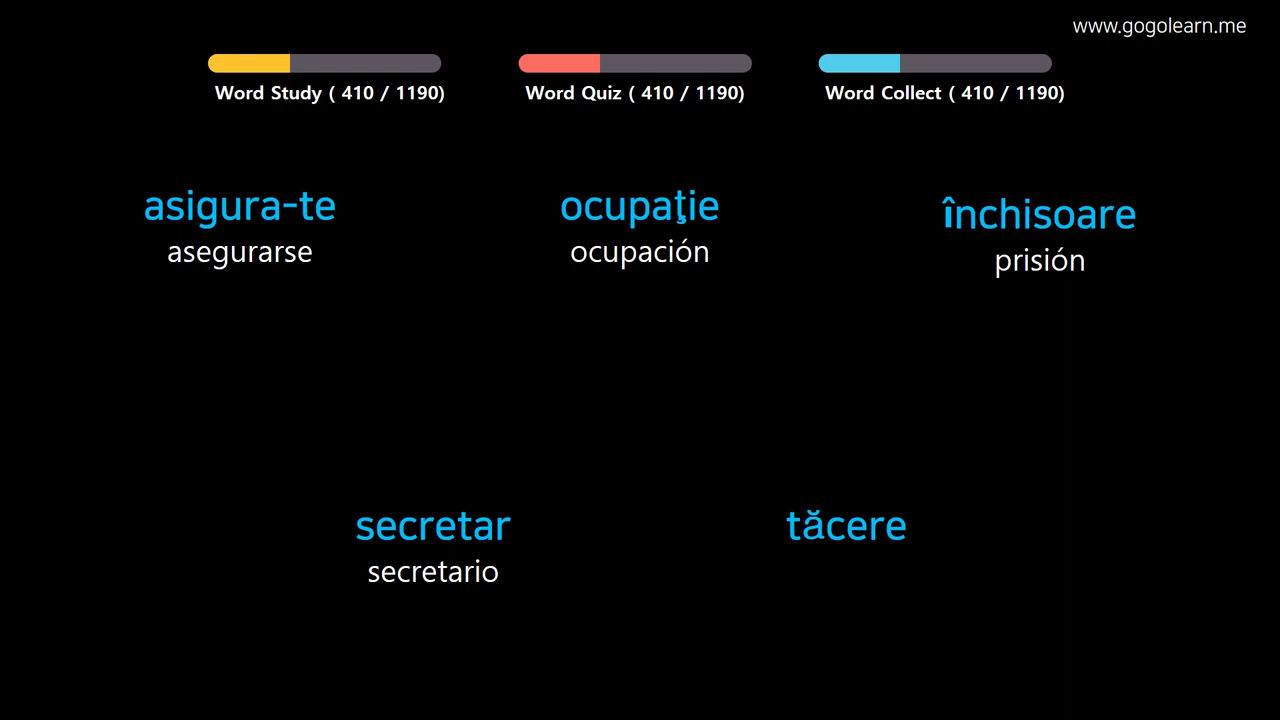 www.gogolearn.me
Word Study ( 410 / 1190)
Word Quiz ( 410 / 1190)
Word Collect ( 410 / 1190)
asigura-te
asegurarse
ocupaţie
ocupación
închisoare
prisión
secretar
secretario
tăcere